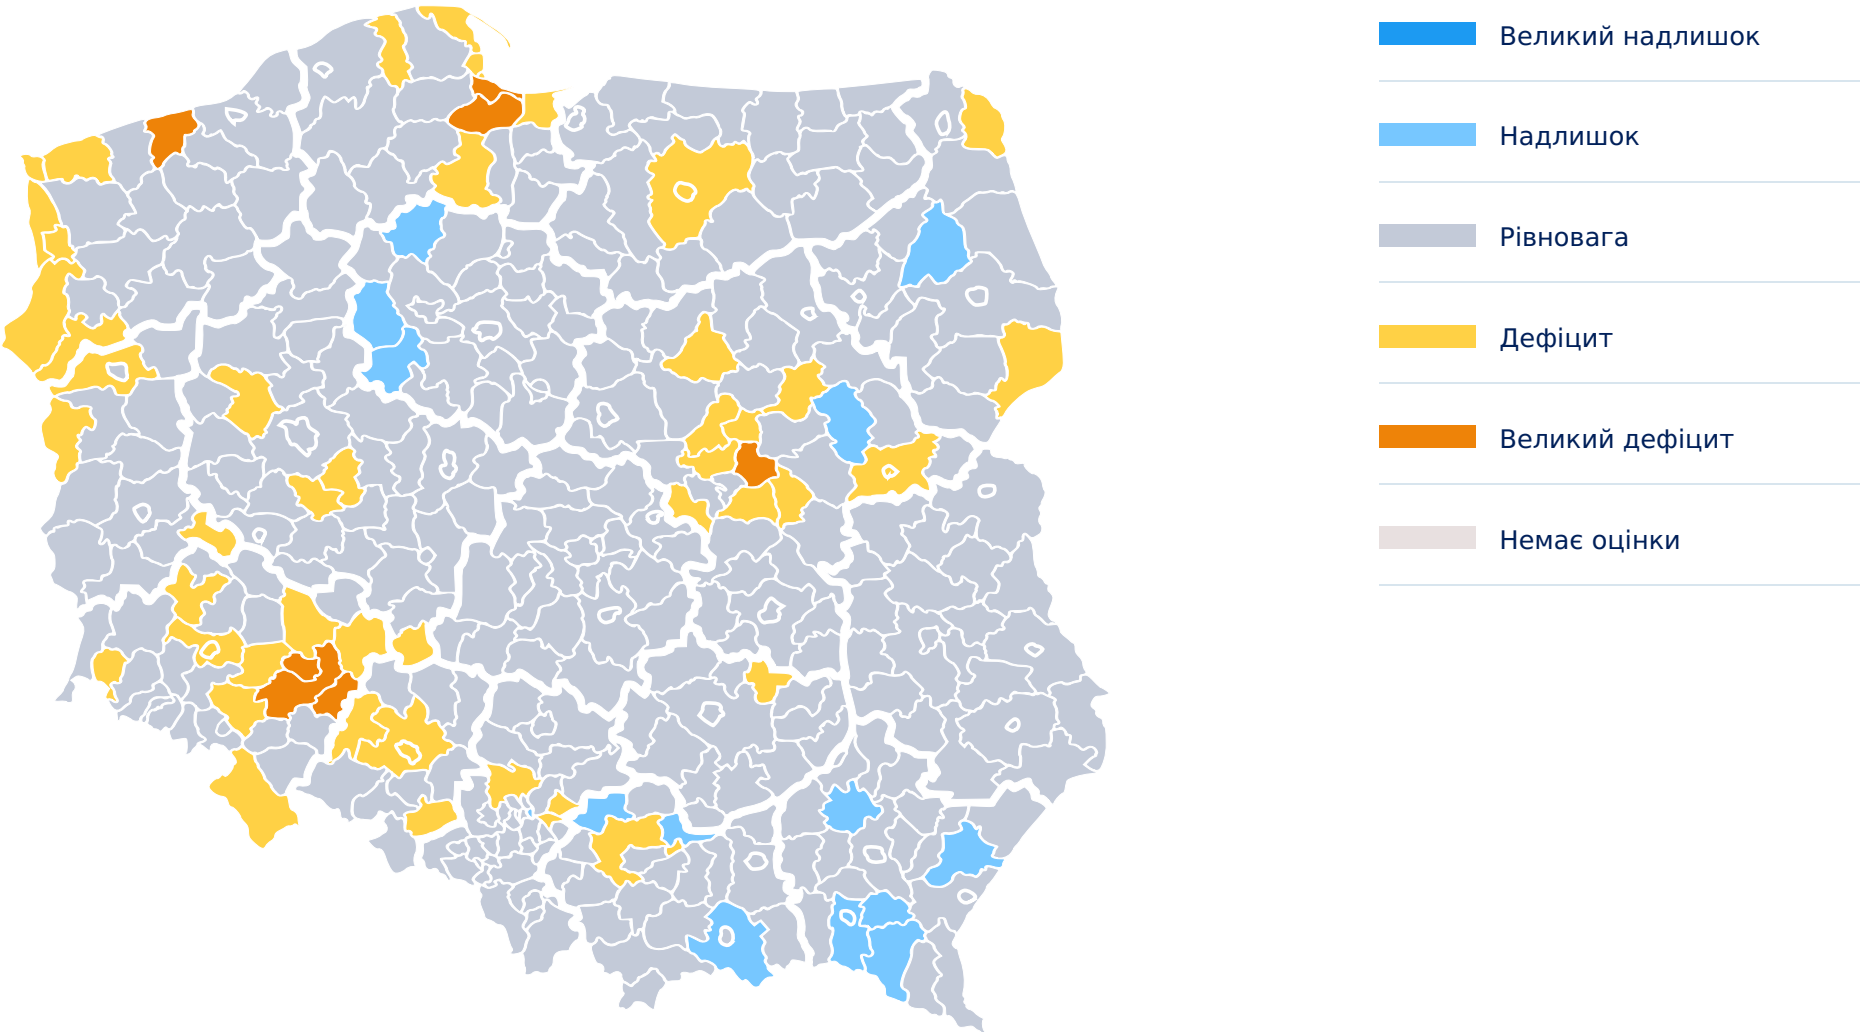 Великий надлишок
Надлишок
Рівновага
Дефіцит
Великий дефіцит
Немає оцінки